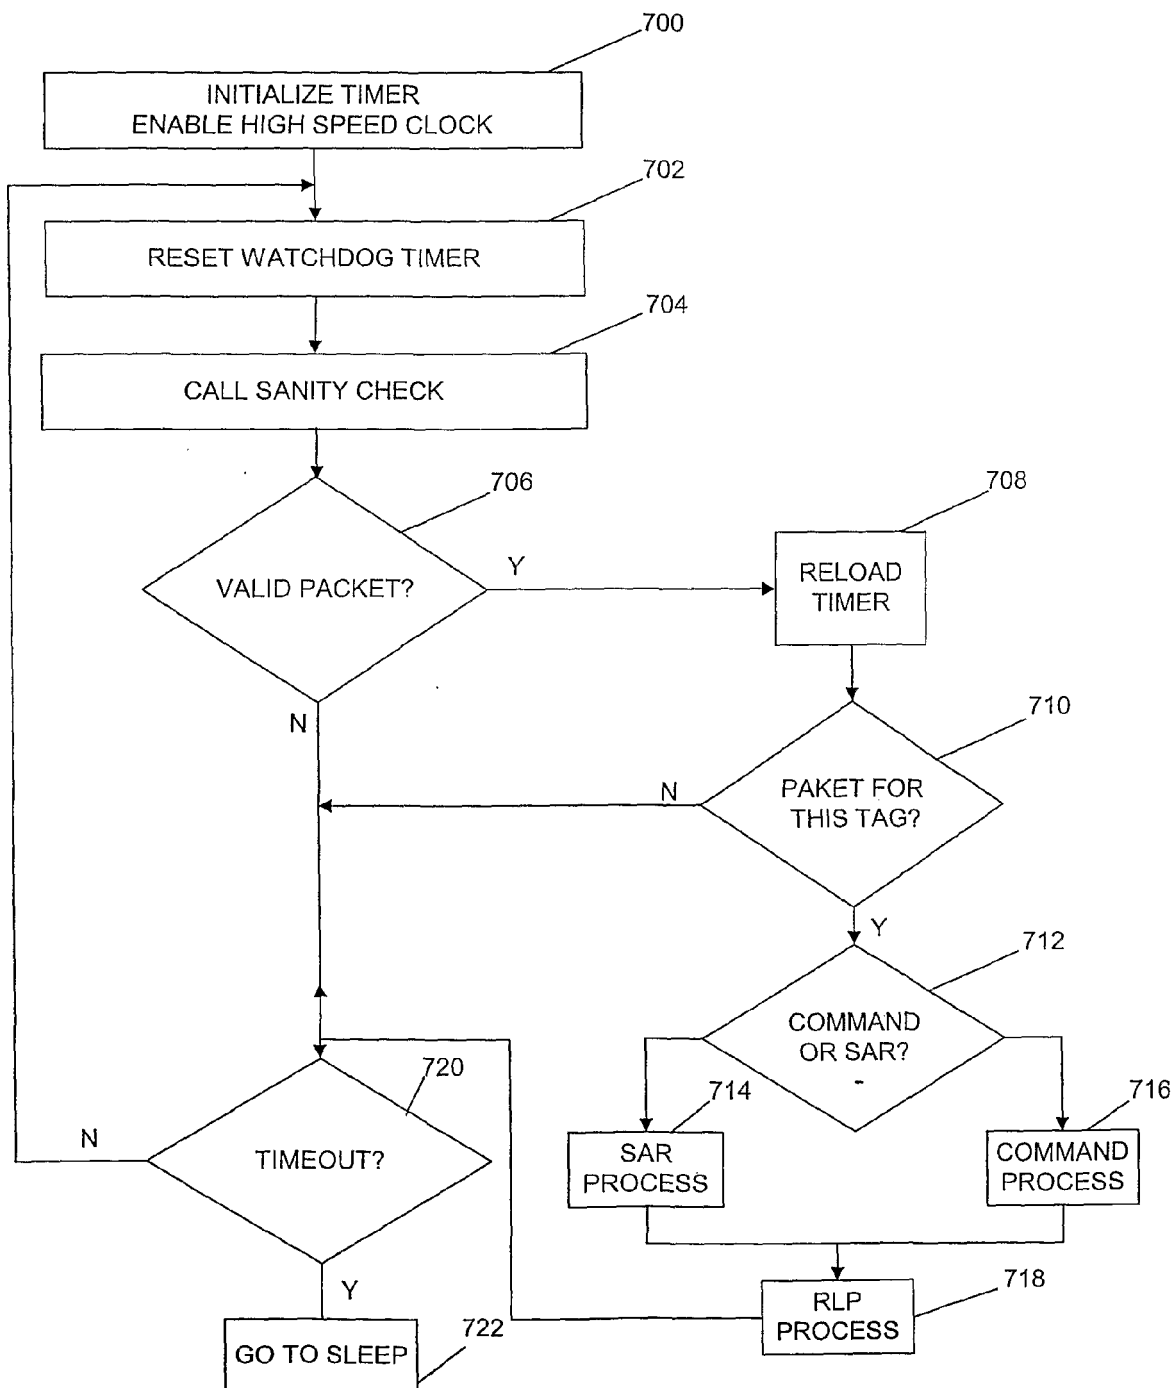 700
INITIALIZE TIMER
ENABLE HIGH SPEED CLOCK
702
RESET WATCHDOG TIMER
704
CALL SANITY CHECK
706
VALID PACKET?
Y
N
708
RELOAD
TIMER
710
PAKET FOR
THIS TAG?
N
Y
712
COMMAND
OR SAR?
714
SAR
PROCESS
716
COMMAND
PROCESS
718
RLP
PROCESS
720
TIMEOUT?
N
Y
722
GO TO SLEEP